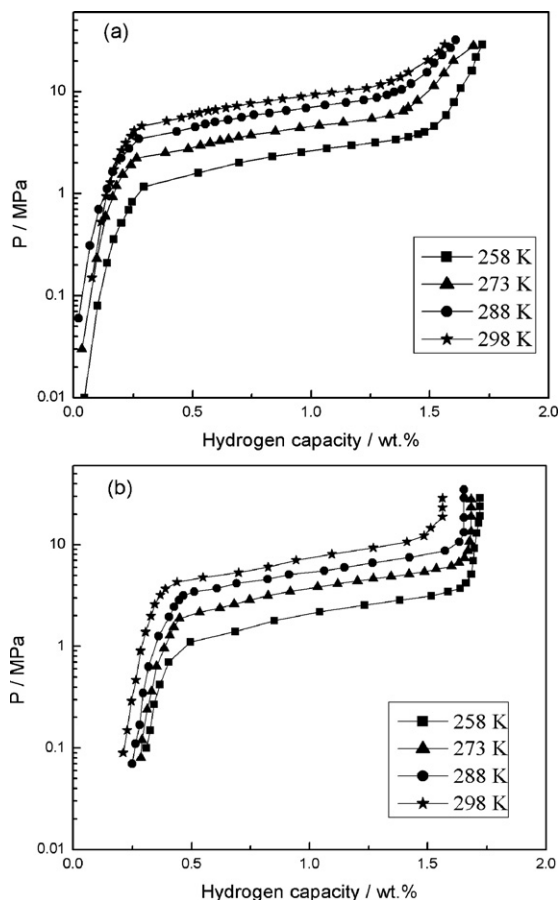 (a)
10
1
0.1
0.01
P / MPa
258 K
273 K
288 K
298 K
0.0 0.5 1.0 1.5 2.0
Hydrogen capacity / wt.%
(b)
10
1
0.1
0.01
P / MPa
258 K
273 K
288 K
298 K
0.0 0.5 1.0 1.5 2.0
Hydrogen capacity / wt.%